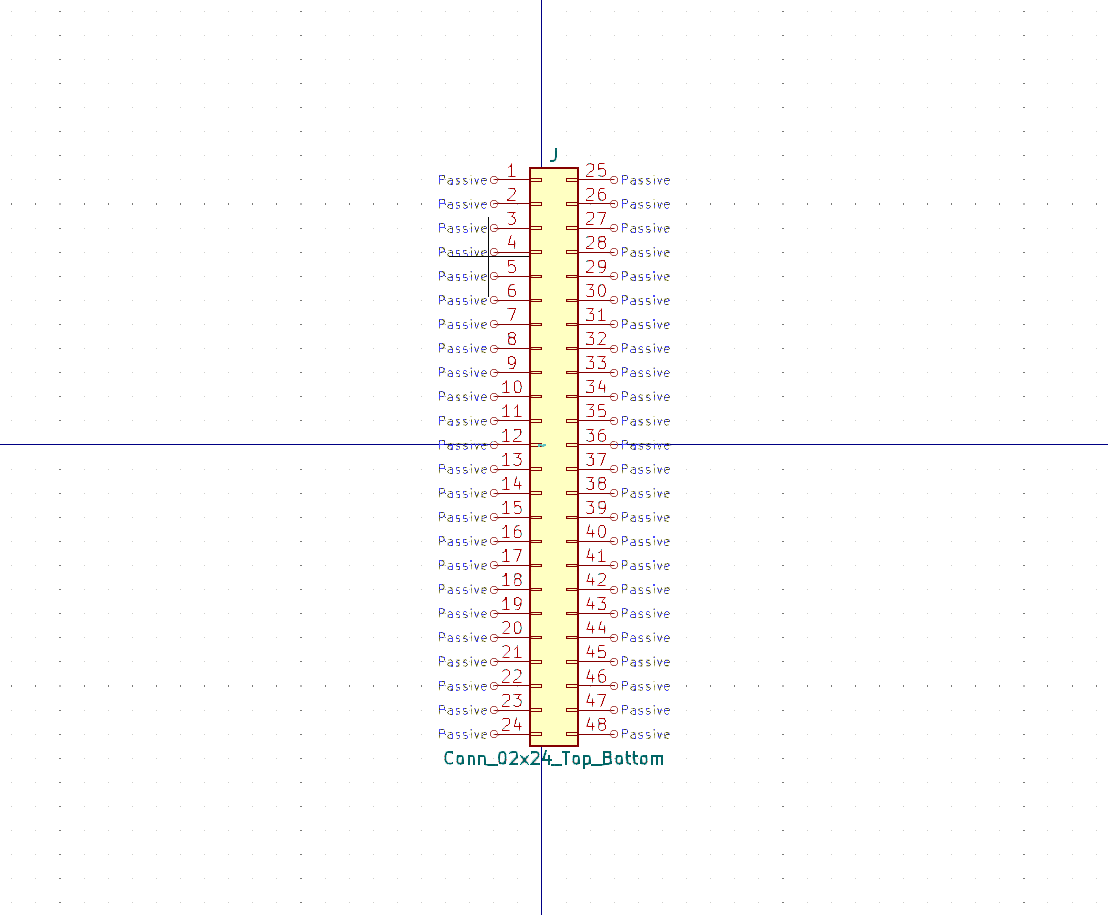 J
Passive 1 25 Passive
Passive 2 26 Passive
Passive 3 27 Passive
Passive 4 28 Passive
Passive 5 29 Passive
Passive 6 30 Passive
Passive 7 31 Passive
Passive 8 32 Passive
Passive 9 33 Passive
Passive 10 34 Passive
Passive 11 35 Passive
Passive 12 36 Passive
Passive 13 37 Passive
Passive 14 38 Passive
Passive 15 39 Passive
Passive 16 40 Passive
Passive 17 41 Passive
Passive 18 42 Passive
Passive 19 43 Passive
Passive 20 44 Passive
Passive 21 45 Passive
Passive 22 46 Passive
Passive 23 47 Passive
Passive 24 48 Passive
Conn_02x24_Top_Bottom